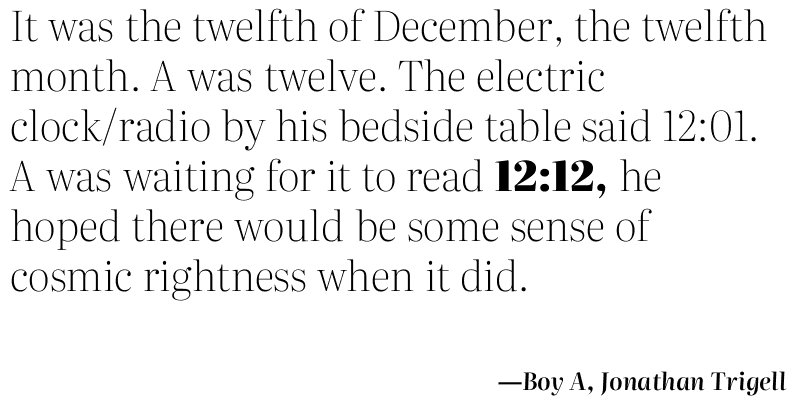 It was the twelfth of December, the twelfth
month. A was twelve. The electric
clock/radio by his bedside table said 12:01.
A was waiting for it to read 12:12, he
hoped there would be some sense of
cosmic rightness when it did.
—Boy A, Jonathan Trigell